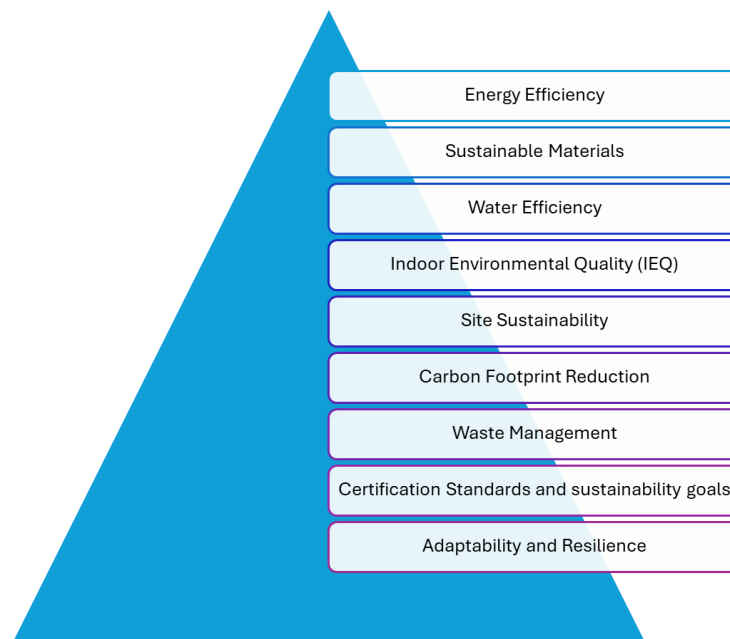 Energy Efficiency
Sustainable Materials
Water Efficiency
Indoor Environmental Quality (IEQ)
Site Sustainability
Carbon Footprint Reduction
Waste Management
Certification Standards and sustainability goals
Adaptability and Resilience